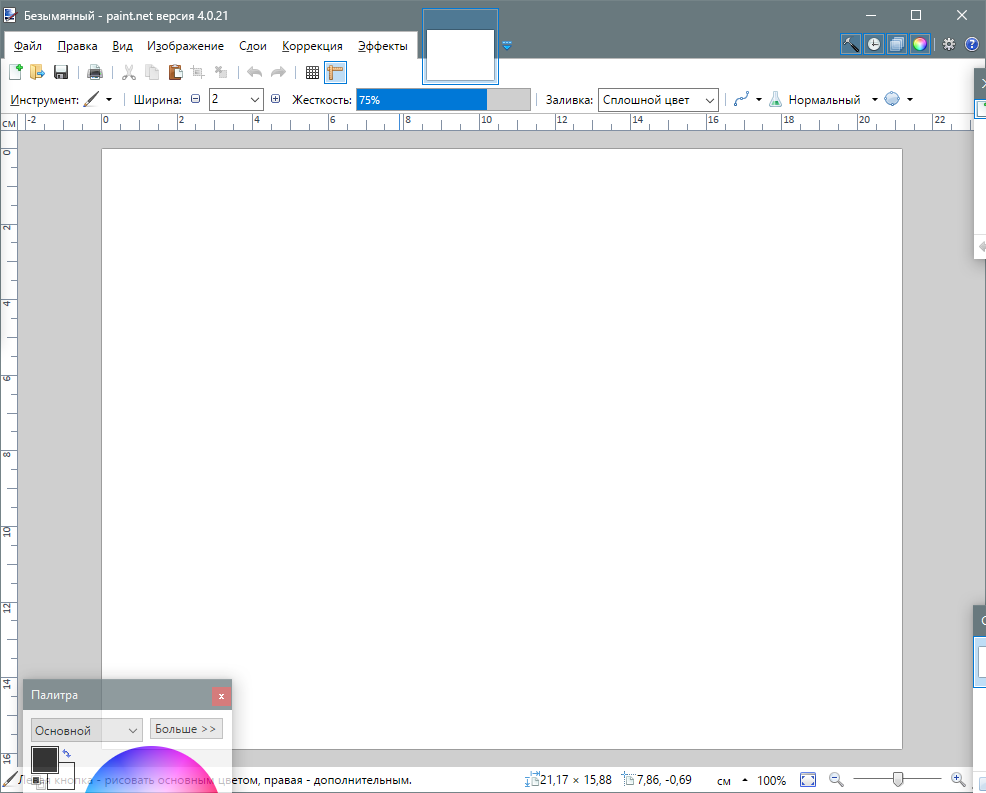 Безымянный - paint.net версия 4.0.21
Файл Правка Вид Изображение Слои Коррекция Эффекты
Инструмент: Ширина: 2 Жесткость: 75% Заливка: Сплошной цвет Нормальный
см -2 0 2 4 6 8 10 12 14 16 18 20 22
0
2
4
6
8
10
12
14
16
Палитра
Основной Больше >>
Левая кнопка - рисовать основным цветом, правая - дополнительным. 21,17 × 15,88 7,86, -0,69 см 100%